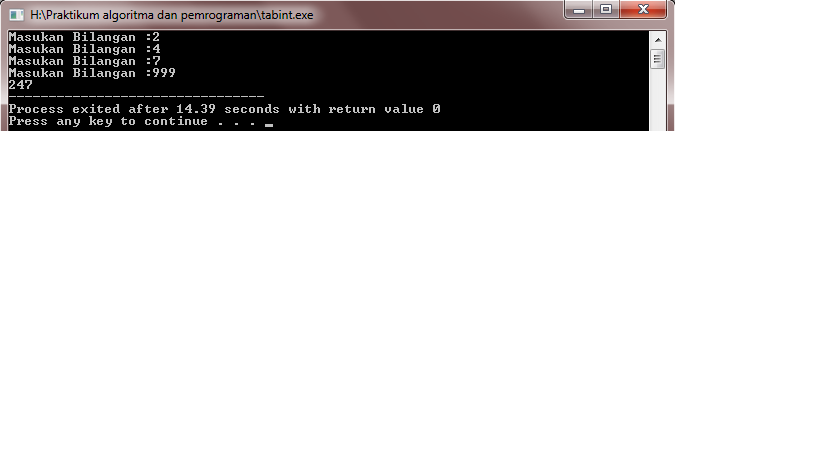 H:\Praktikum algoritma dan pemrograman\tabint.exe
Masukan Bilangan :2
Masukan Bilangan :4
Masukan Bilangan :7
Masukan Bilangan :999
247
--------------------------------
Process exited after 14.39 seconds with return value 0
Press any key to continue . . . _